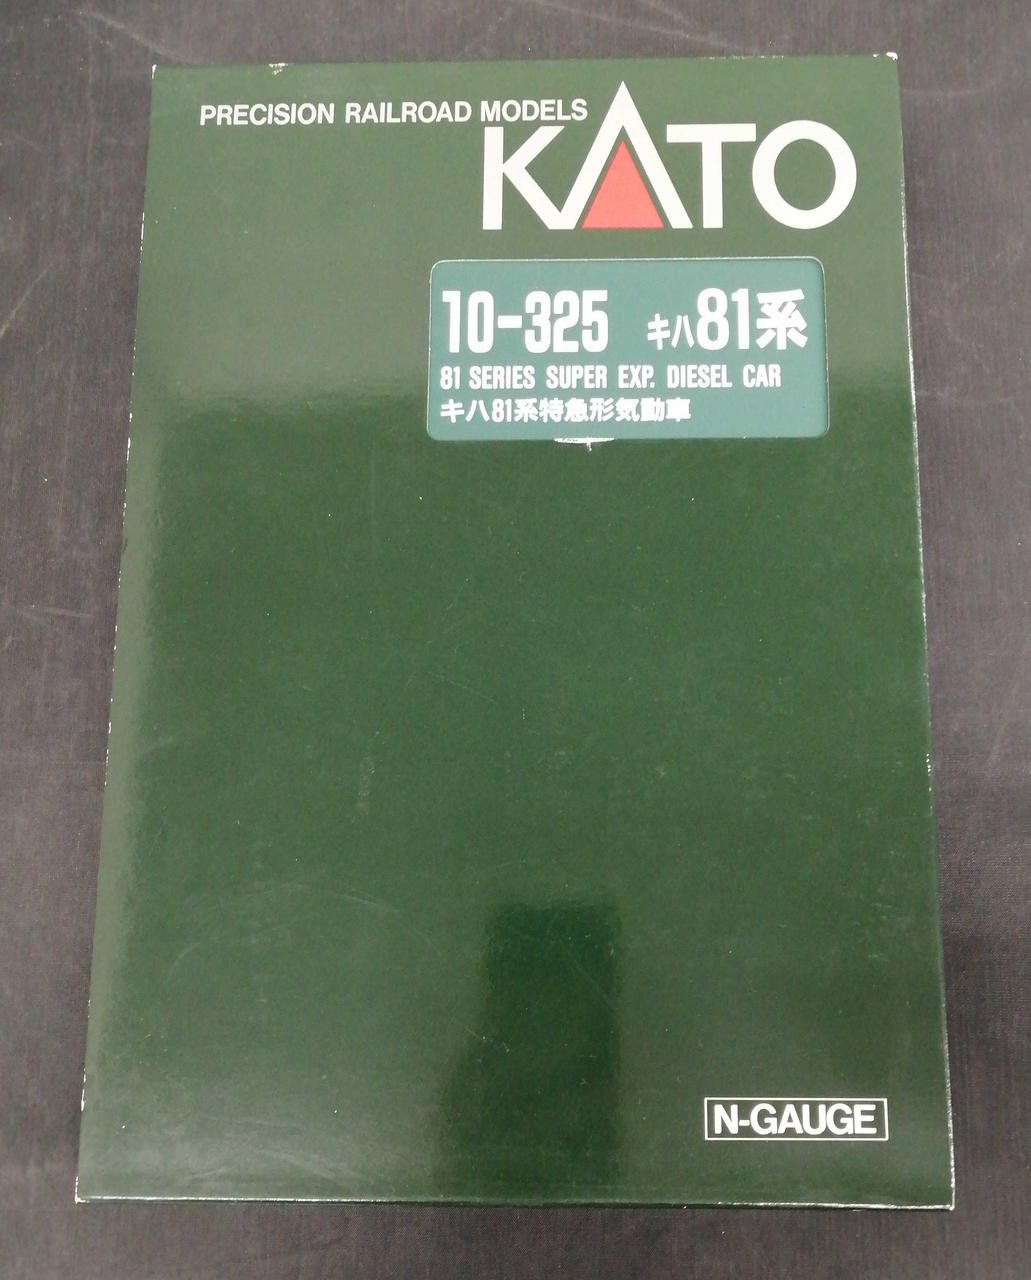 PRECISION RAILROAD MODELS
KATO
10-325 キハ81系
81 SERIES SUPER EXP. DIESEL CAR
キハ81系特急形気動車
N-GAUGE